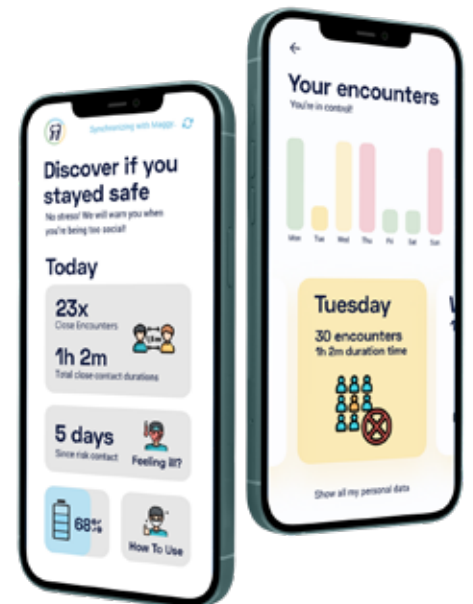 Synchronizing with Maggy..
Discover if you
stayed safe
No stress! We will warn you when
you're being too social!
Today
23x
Close Encounters
1h 2m
Total close contact durations
5 days
Since risk contact
Feeling ill?
68%
How To Use
Your encounters
You're in control!
Mon Tue Wed Thu Fri Sat Sun
Tuesday
30 encounters
1h 2m duration time
Show all my personal data